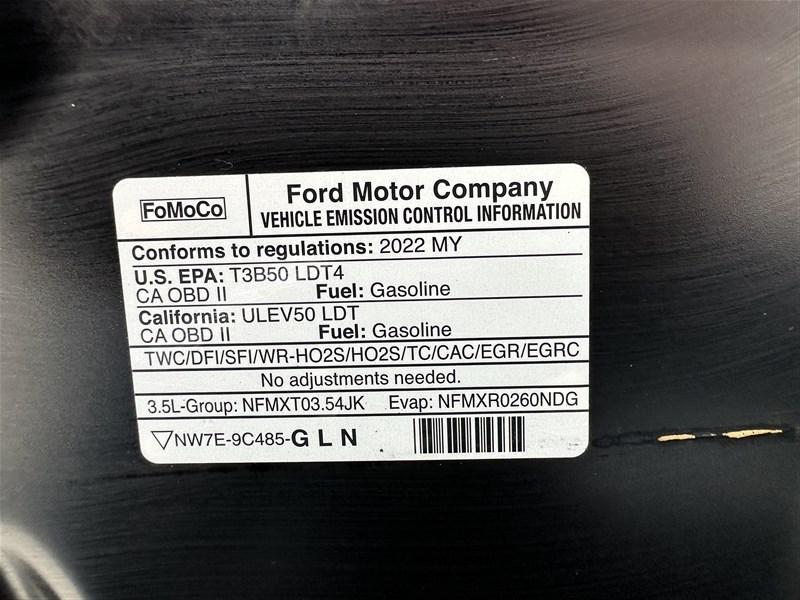 FoMoCo
Ford Motor Company
VEHICLE EMISSION CONTROL INFORMATION
Conforms to regulations: 2022 MY
U.S. EPA: T3B50 LDT4
CA OBD II Fuel: Gasoline
California: ULEV50 LDT
CA OBD II Fuel: Gasoline
TWC/DFI/SFI/WR-HO2S/HO2S/TC/CAC/EGR/EGRC
No adjustments needed.
3.5L-Group: NFMXT03.54JK Evap: NFMXR0260NDG
NW7E-9C485-G L N